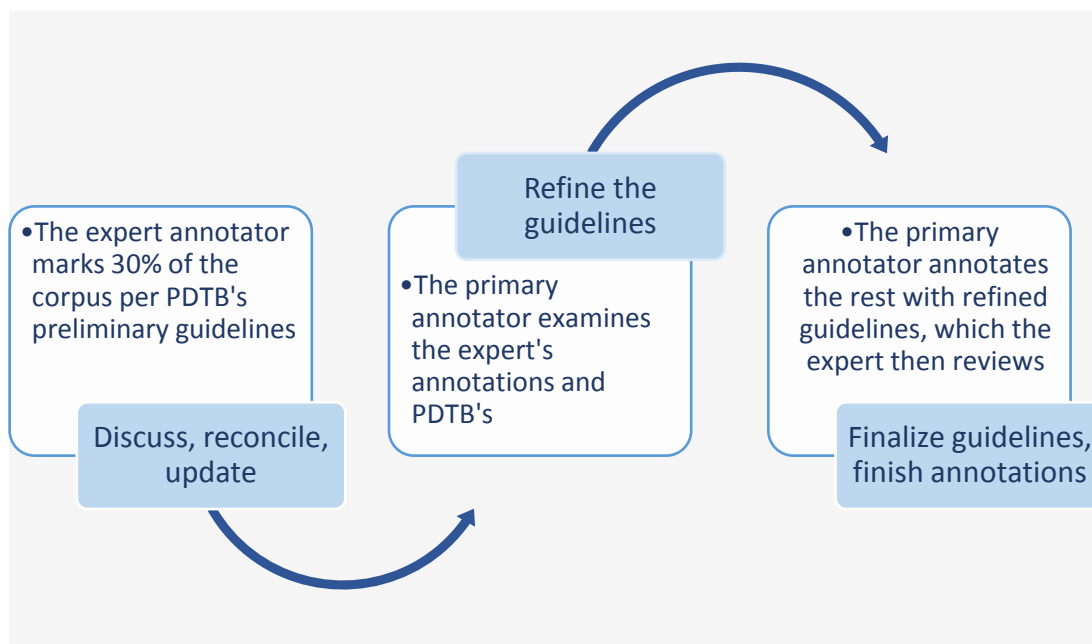 •The expert annotator
marks 30% of the
corpus per PDTB's
preliminary guidelines
Discuss, reconcile,
update
Refine the
guidelines
•The primary
annotator examines
the expert's
annotations and
PDTB's
•The primary
annotator annotates
the rest with refined
guidelines, which the
expert then reviews
Finalize guidelines,
finish annotations